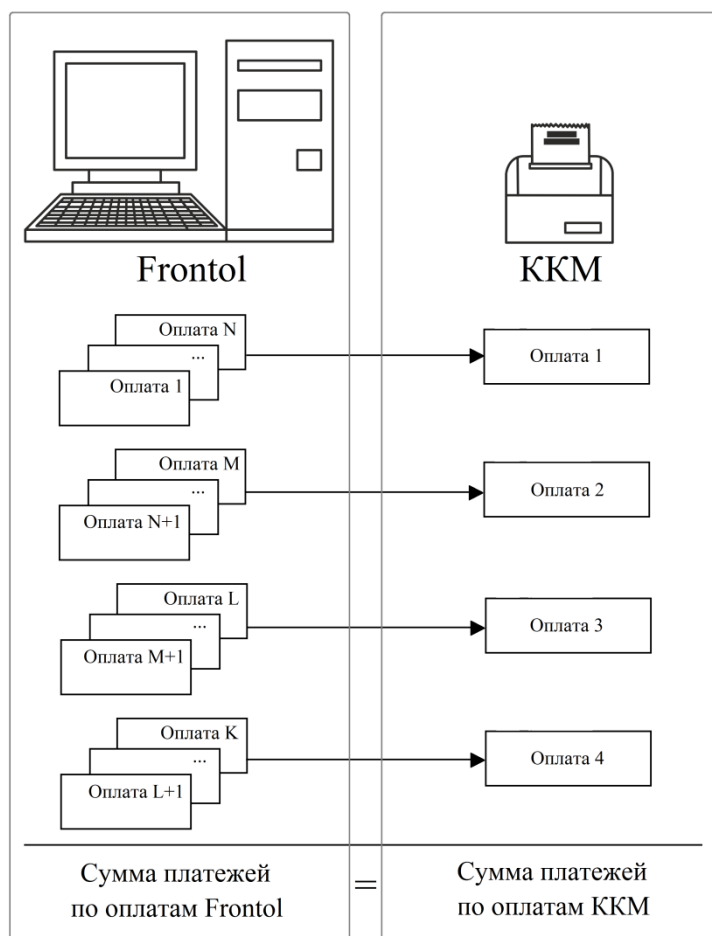 Frontol
ККМ
Оплата N
...
Оплата 1
Оплата 1
Оплата M
...
Оплата N+1
Оплата 2
Оплата L
...
Оплата M+1
Оплата 3
Оплата K
...
Оплата L+1
Оплата 4
Сумма платежей
по оплатам Frontol
=
Сумма платежей
по оплатам ККМ